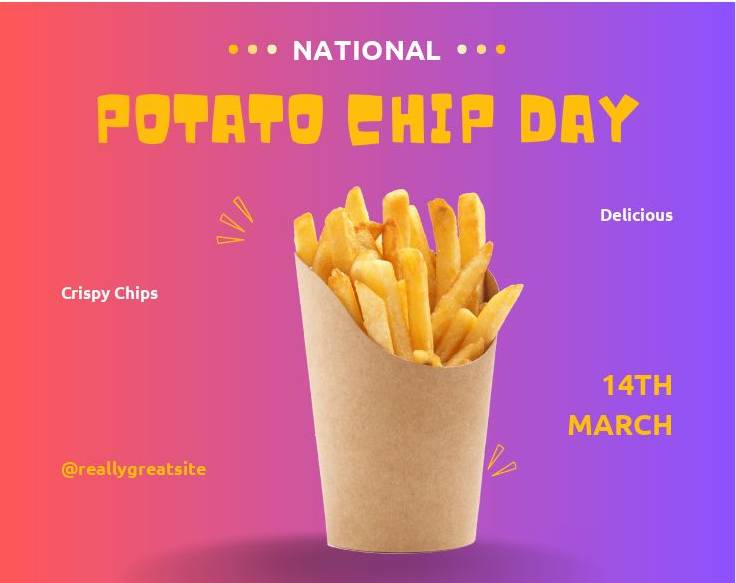 NATIONAL
POTATO CHIP DAY
Delicious
Crispy Chips
14TH
MARCH
@reallygreatsite